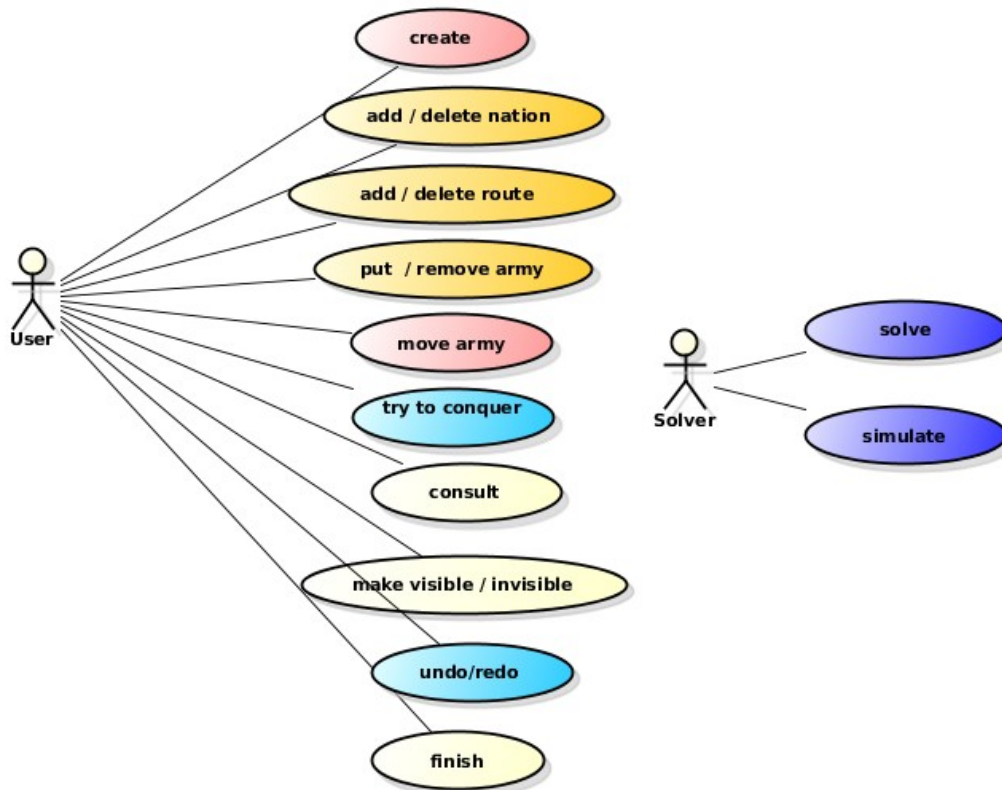 create
add / delete nation
add / delete route
put / remove army
User
move army
try to conquer
consult
make visible / invisible
undo/redo
finish
solve
Solver
simulate